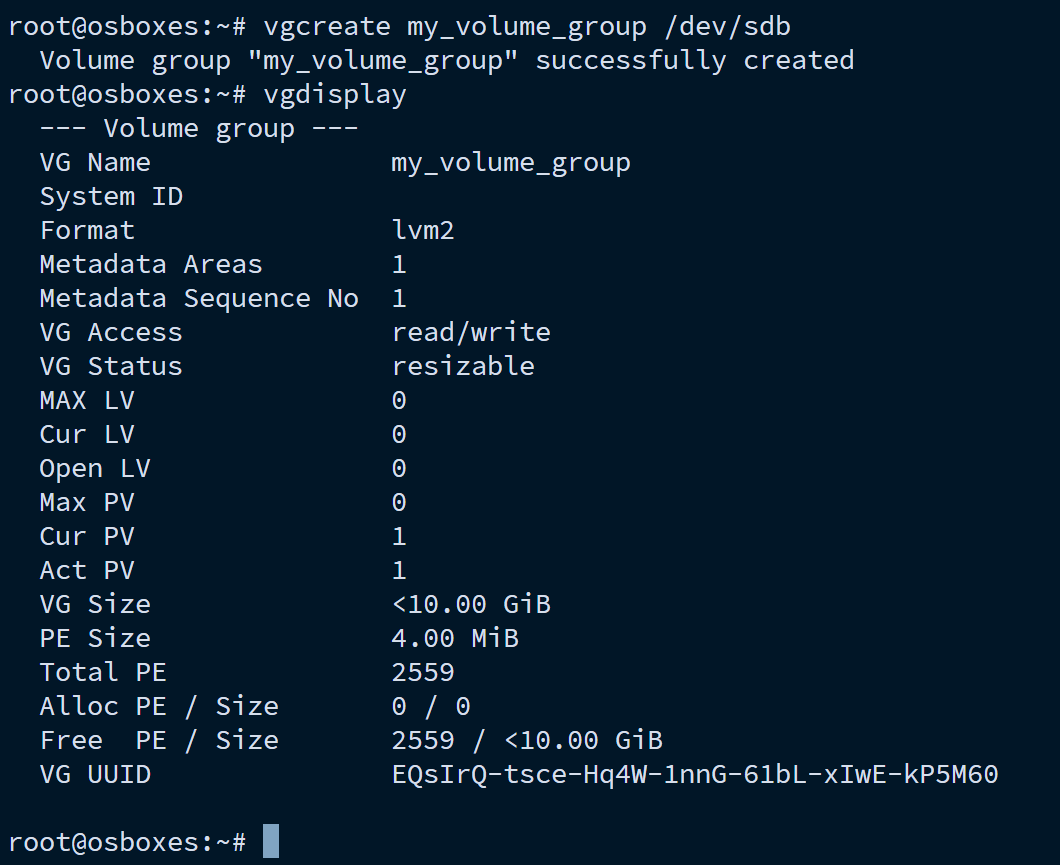 root@osboxes:~# vgcreate my_volume_group /dev/sdb
  Volume group "my_volume_group" successfully created
root@osboxes:~# vgdisplay
  --- Volume group ---
  VG Name               my_volume_group
  System ID
  Format                lvm2
  Metadata Areas        1
  Metadata Sequence No  1
  VG Access             read/write
  VG Status             resizable
  MAX LV                0
  Cur LV                0
  Open LV               0
  Max PV                0
  Cur PV                1
  Act PV                1
  VG Size               <10.00 GiB
  PE Size               4.00 MiB
  Total PE              2559
  Alloc PE / Size       0 / 0
  Free  PE / Size       2559 / <10.00 GiB
  VG UUID               EQsIrQ-tsce-Hq4W-1nnG-61bL-xIwE-kP5M60

root@osboxes:~#